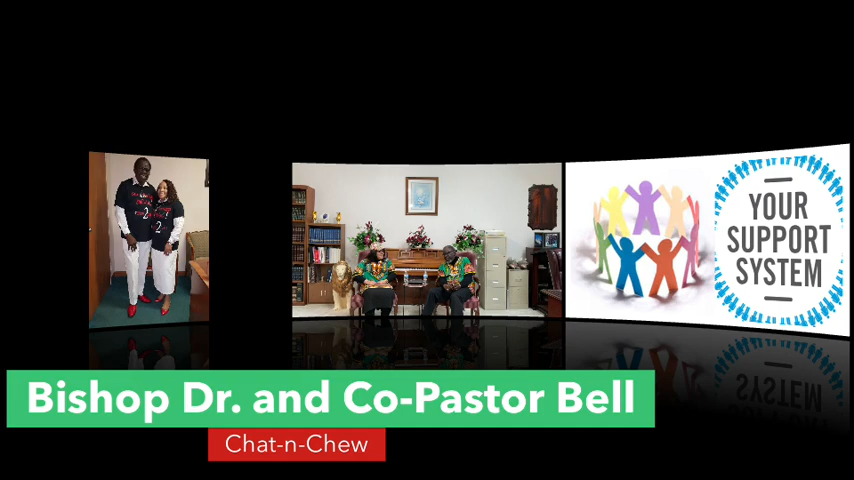 YOUR
SUPPORT
SYSTEM
Bishop Dr. and Co-Pastor Bell
Chat-n-Chew